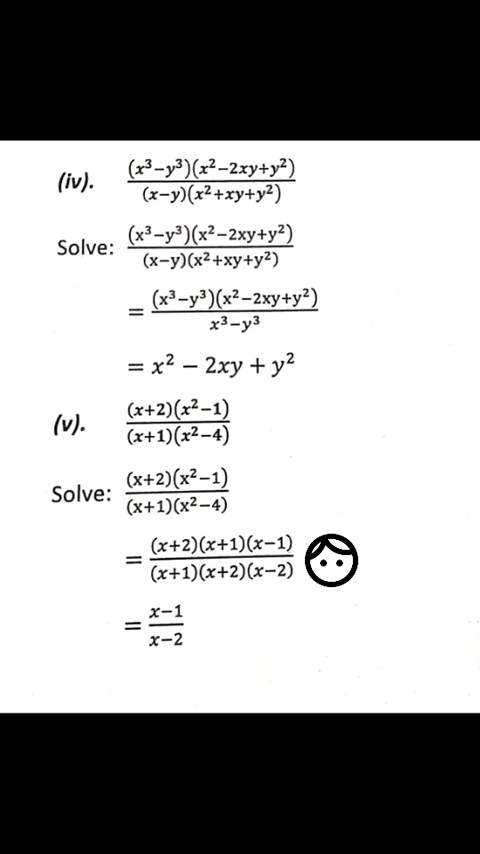 (iv). (x³−y³)(x²−2xy+y²)
(x−y)(x²+xy+y²)
Solve: (x³−y³)(x²−2xy+y²)
(x−y)(x²+xy+y²)
= (x³−y³)(x²−2xy+y²)
x³−y³
= x² − 2xy + y²
(v). (x+2)(x²−1)
(x+1)(x²−4)
Solve: (x+2)(x²−1)
(x+1)(x²−4)
= (x+2)(x+1)(x−1)
(x+1)(x+2)(x−2)
= x−1
x−2